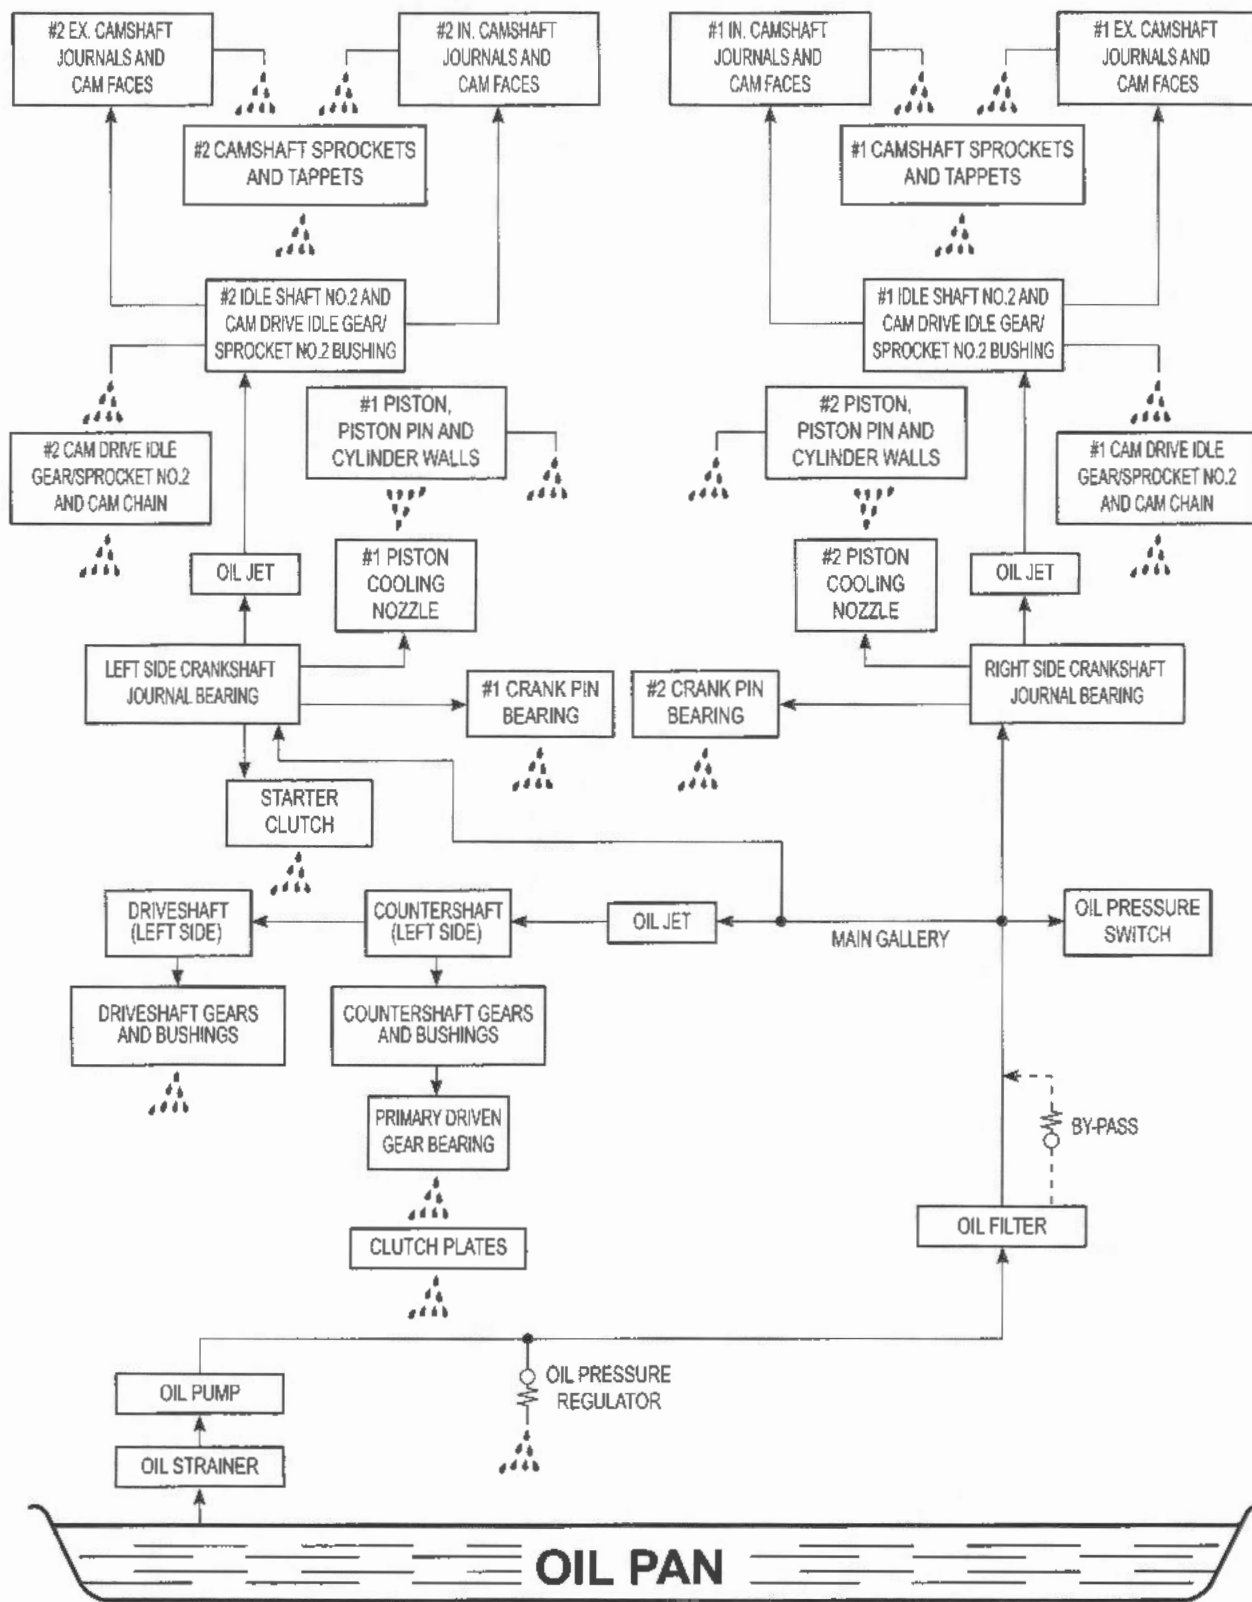 #2 EX. CAMSHAFT
JOURNALS AND
CAM FACES
#2 IN. CAMSHAFT
JOURNALS AND
CAM FACES
#1 IN. CAMSHAFT
JOURNALS AND
CAM FACES
#1 EX. CAMSHAFT
JOURNALS AND
CAM FACES
#2 CAMSHAFT SPROCKETS
AND TAPPETS
#1 CAMSHAFT SPROCKETS
AND TAPPETS
#2 IDLE SHAFT NO.2 AND
CAM DRIVE IDLE GEAR/
SPROCKET NO.2 BUSHING
#1 IDLE SHAFT NO.2 AND
CAM DRIVE IDLE GEAR/
SPROCKET NO.2 BUSHING
#2 CAM DRIVE IDLE
GEAR/SPROCKET NO.2
AND CAM CHAIN
#1 PISTON,
PISTON PIN AND
CYLINDER WALLS
#2 PISTON,
PISTON PIN AND
CYLINDER WALLS
#1 CAM DRIVE IDLE
GEAR/SPROCKET NO.2
AND CAM CHAIN
OIL JET
#1 PISTON
COOLING
NOZZLE
#2 PISTON
COOLING
NOZZLE
OIL JET
LEFT SIDE CRANKSHAFT
JOURNAL BEARING
#1 CRANK PIN
BEARING
#2 CRANK PIN
BEARING
RIGHT SIDE CRANKSHAFT
JOURNAL BEARING
STARTER
CLUTCH
DRIVESHAFT
(LEFT SIDE)
COUNTERSHAFT
(LEFT SIDE)
OIL JET
MAIN GALLERY
OIL PRESSURE
SWITCH
DRIVESHAFT GEARS
AND BUSHINGS
COUNTERSHAFT GEARS
AND BUSHINGS
PRIMARY DRIVEN
GEAR BEARING
BY-PASS
CLUTCH PLATES
OIL FILTER
OIL PUMP
OIL PRESSURE
REGULATOR
OIL STRAINER
OIL PAN